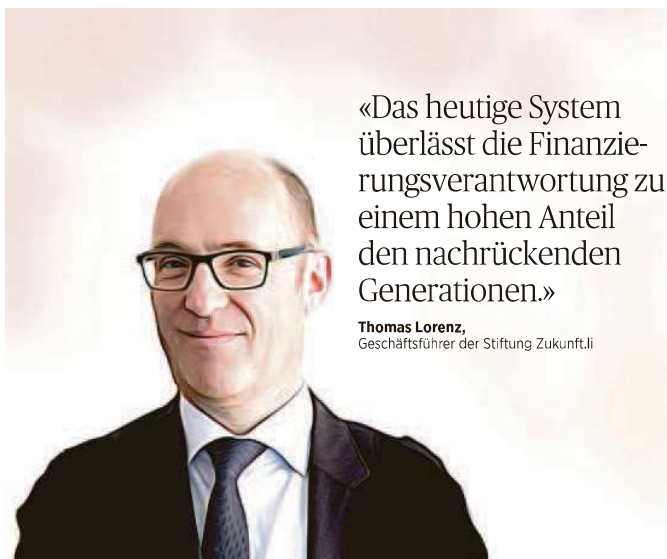 «Das heutige System
überlässt die Finanzie-
rungsverantwortung zu
einem hohen Anteil
den nachrückenden
Generationen.»
Thomas Lorenz,
Geschäftsführer der Stiftung Zukunft.li